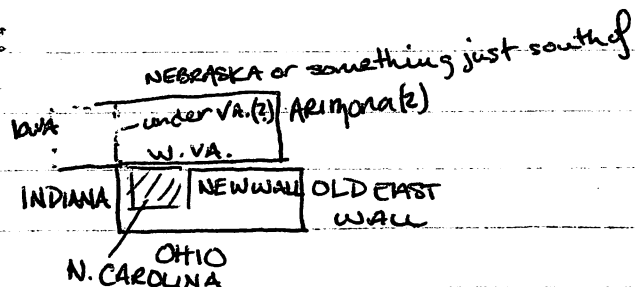 NEBRASKA or something just south of
IOWA
under VA.(?)
ARIMONA(?)
W. VA.
INDIANA
NEW WALL
OLD EAST
WALL
OHIO
N. CAROLINA